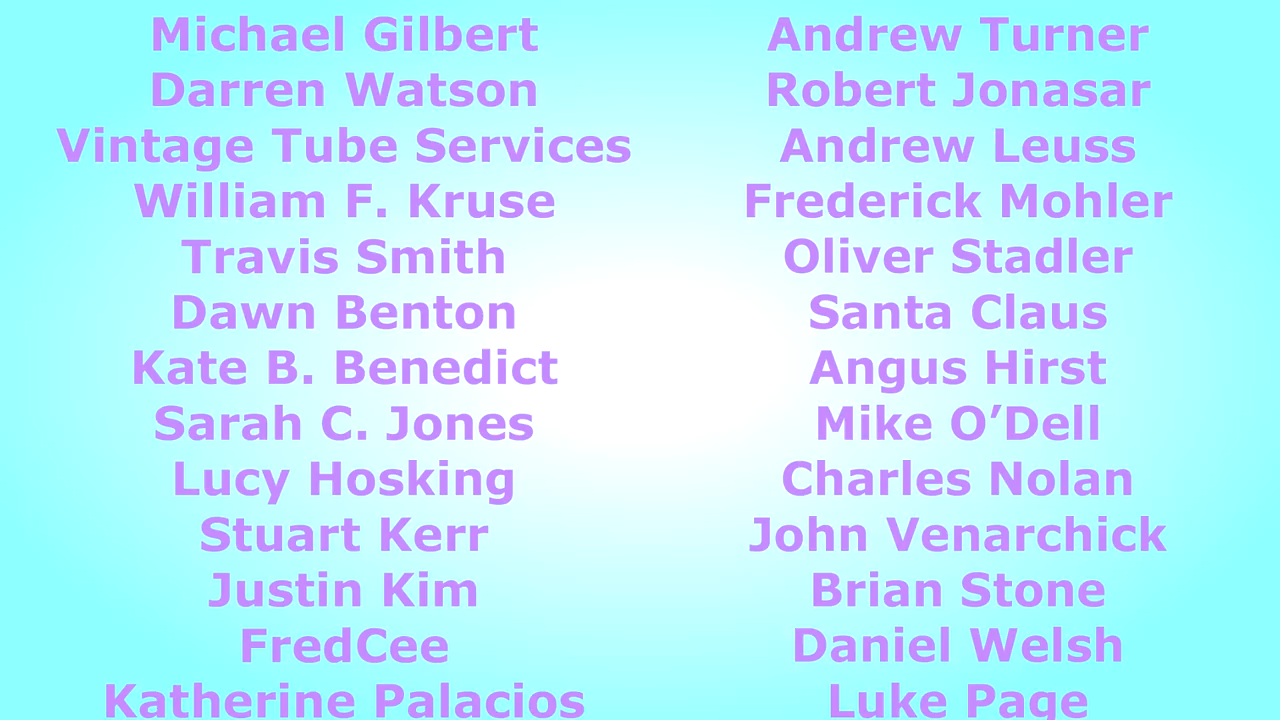 Michael Gilbert
Darren Watson
Vintage Tube Services
William F. Kruse
Travis Smith
Dawn Benton
Kate B. Benedict
Sarah C. Jones
Lucy Hosking
Stuart Kerr
Justin Kim
FredCee
Katherine Palacios
Andrew Turner
Robert Jonasar
Andrew Leuss
Frederick Mohler
Oliver Stadler
Santa Claus
Angus Hirst
Mike O’Dell
Charles Nolan
John Venarchick
Brian Stone
Daniel Welsh
Luke Page